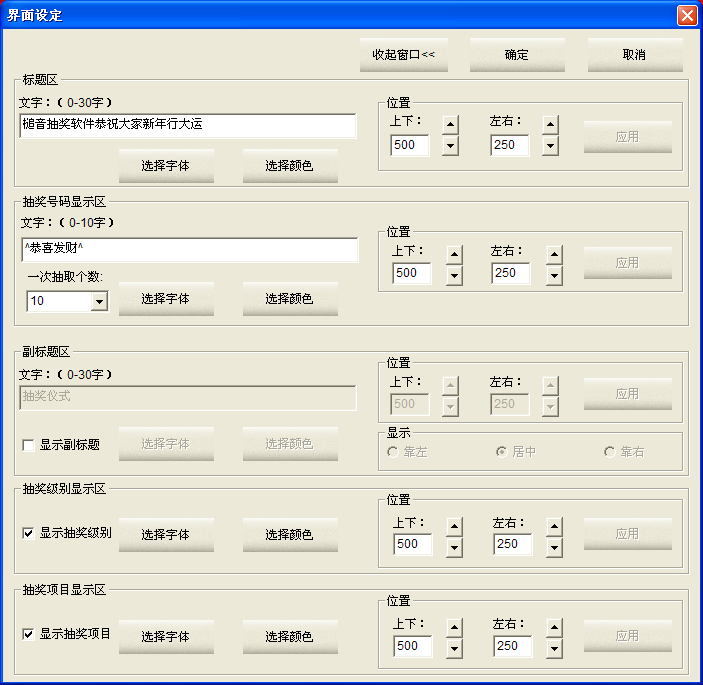 界面设定
收起窗口<< 确定 取消
标题区
文字：（0-30字） 位置
上下： 左右：
槌音抽奖软件恭祝大家新年行大运 500 250 应用
选择字体 选择颜色
抽奖号码显示区
文字：（0-10字） 位置
^恭喜发财^ 上下： 左右：
一次抽取个数: 500 250 应用
10 选择字体 选择颜色
副标题区
文字：（0-30字） 位置
上下： 左右：
抽奖仪式 500 250 应用
显示
显示副标题 选择字体 选择颜色 靠左 居中 靠右
抽奖级别显示区
位置
上下： 左右：
显示抽奖级别 选择字体 选择颜色 500 250 应用
抽奖项目显示区
位置
上下： 左右：
显示抽奖项目 选择字体 选择颜色 500 250 应用